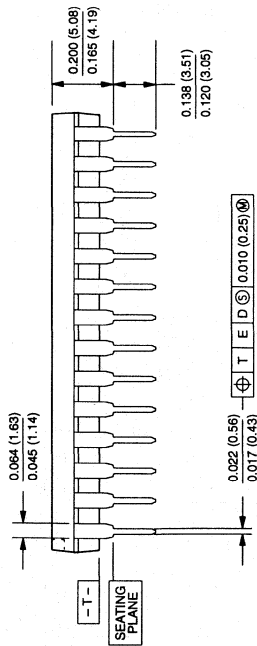 0.200 (5.08)
0.165 (4.19)
0.138 (3.51)
0.120 (3.05)
0.064 (1.63)
0.045 (1.14)
- T -
SEATING
PLANE
0.022 (0.56)
0.017 (0.43)
⌖ T E D Ⓢ 0.010 (0.25) Ⓜ